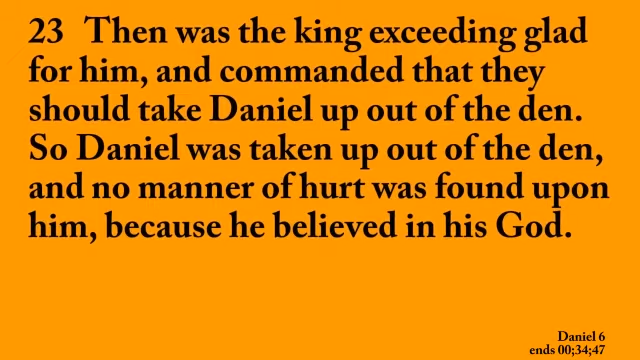 23 Then was the king exceeding glad
for him, and commanded that they
should take Daniel up out of the den.
So Daniel was taken up out of the den,
and no manner of hurt was found upon
him, because he believed in his God.
Daniel 6
ends 00;34;47